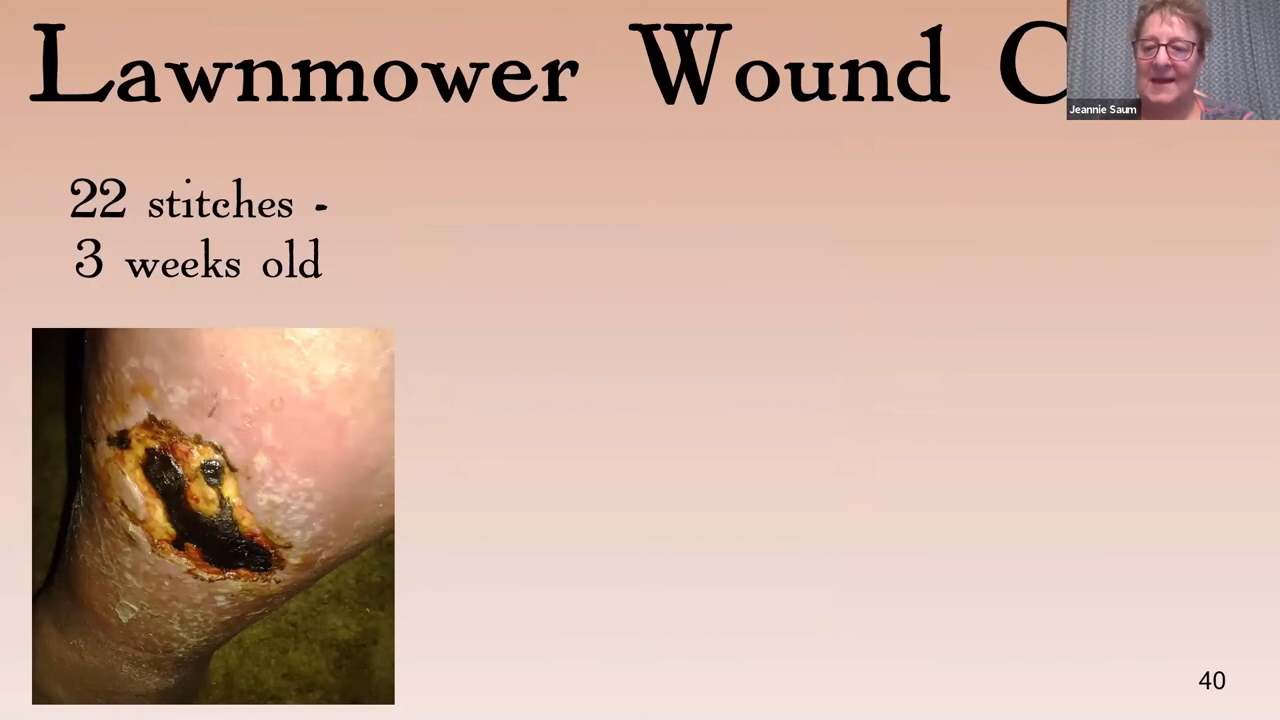 Lawnmower Wound C
Jeannie Saum
22 stitches -
3 weeks old
40